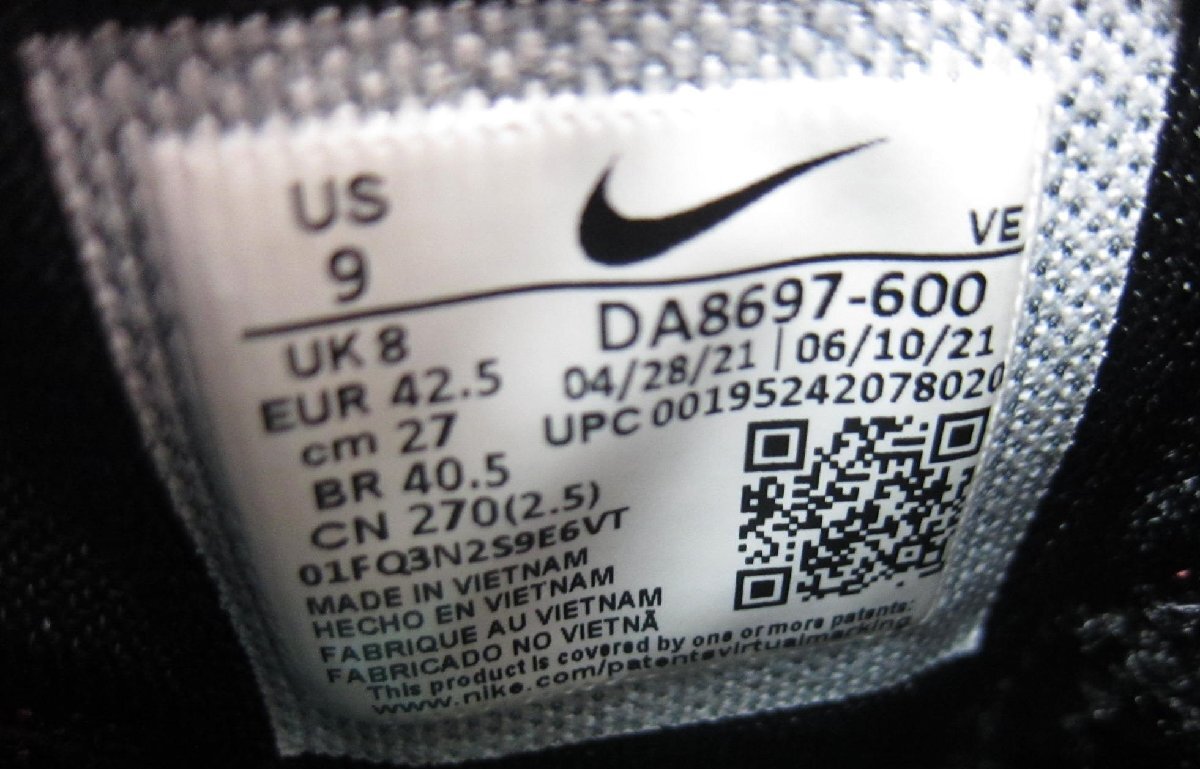 US
9
VE
UK 8
EUR 42.5
cm 27
BR 40.5
CN 270(2.5)
DA8697-600
04/28/21 | 06/10/21
UPC 00195242078020
01FQ3N2S9E6VT
MADE IN VIETNAM
HECHO EN VIETNAM
FABRIQUE AU VIETNAM
FABRICADO NO VIETNÃ
This product is covered by one or more patents:
www.nike.com/patentsvirtualmarking